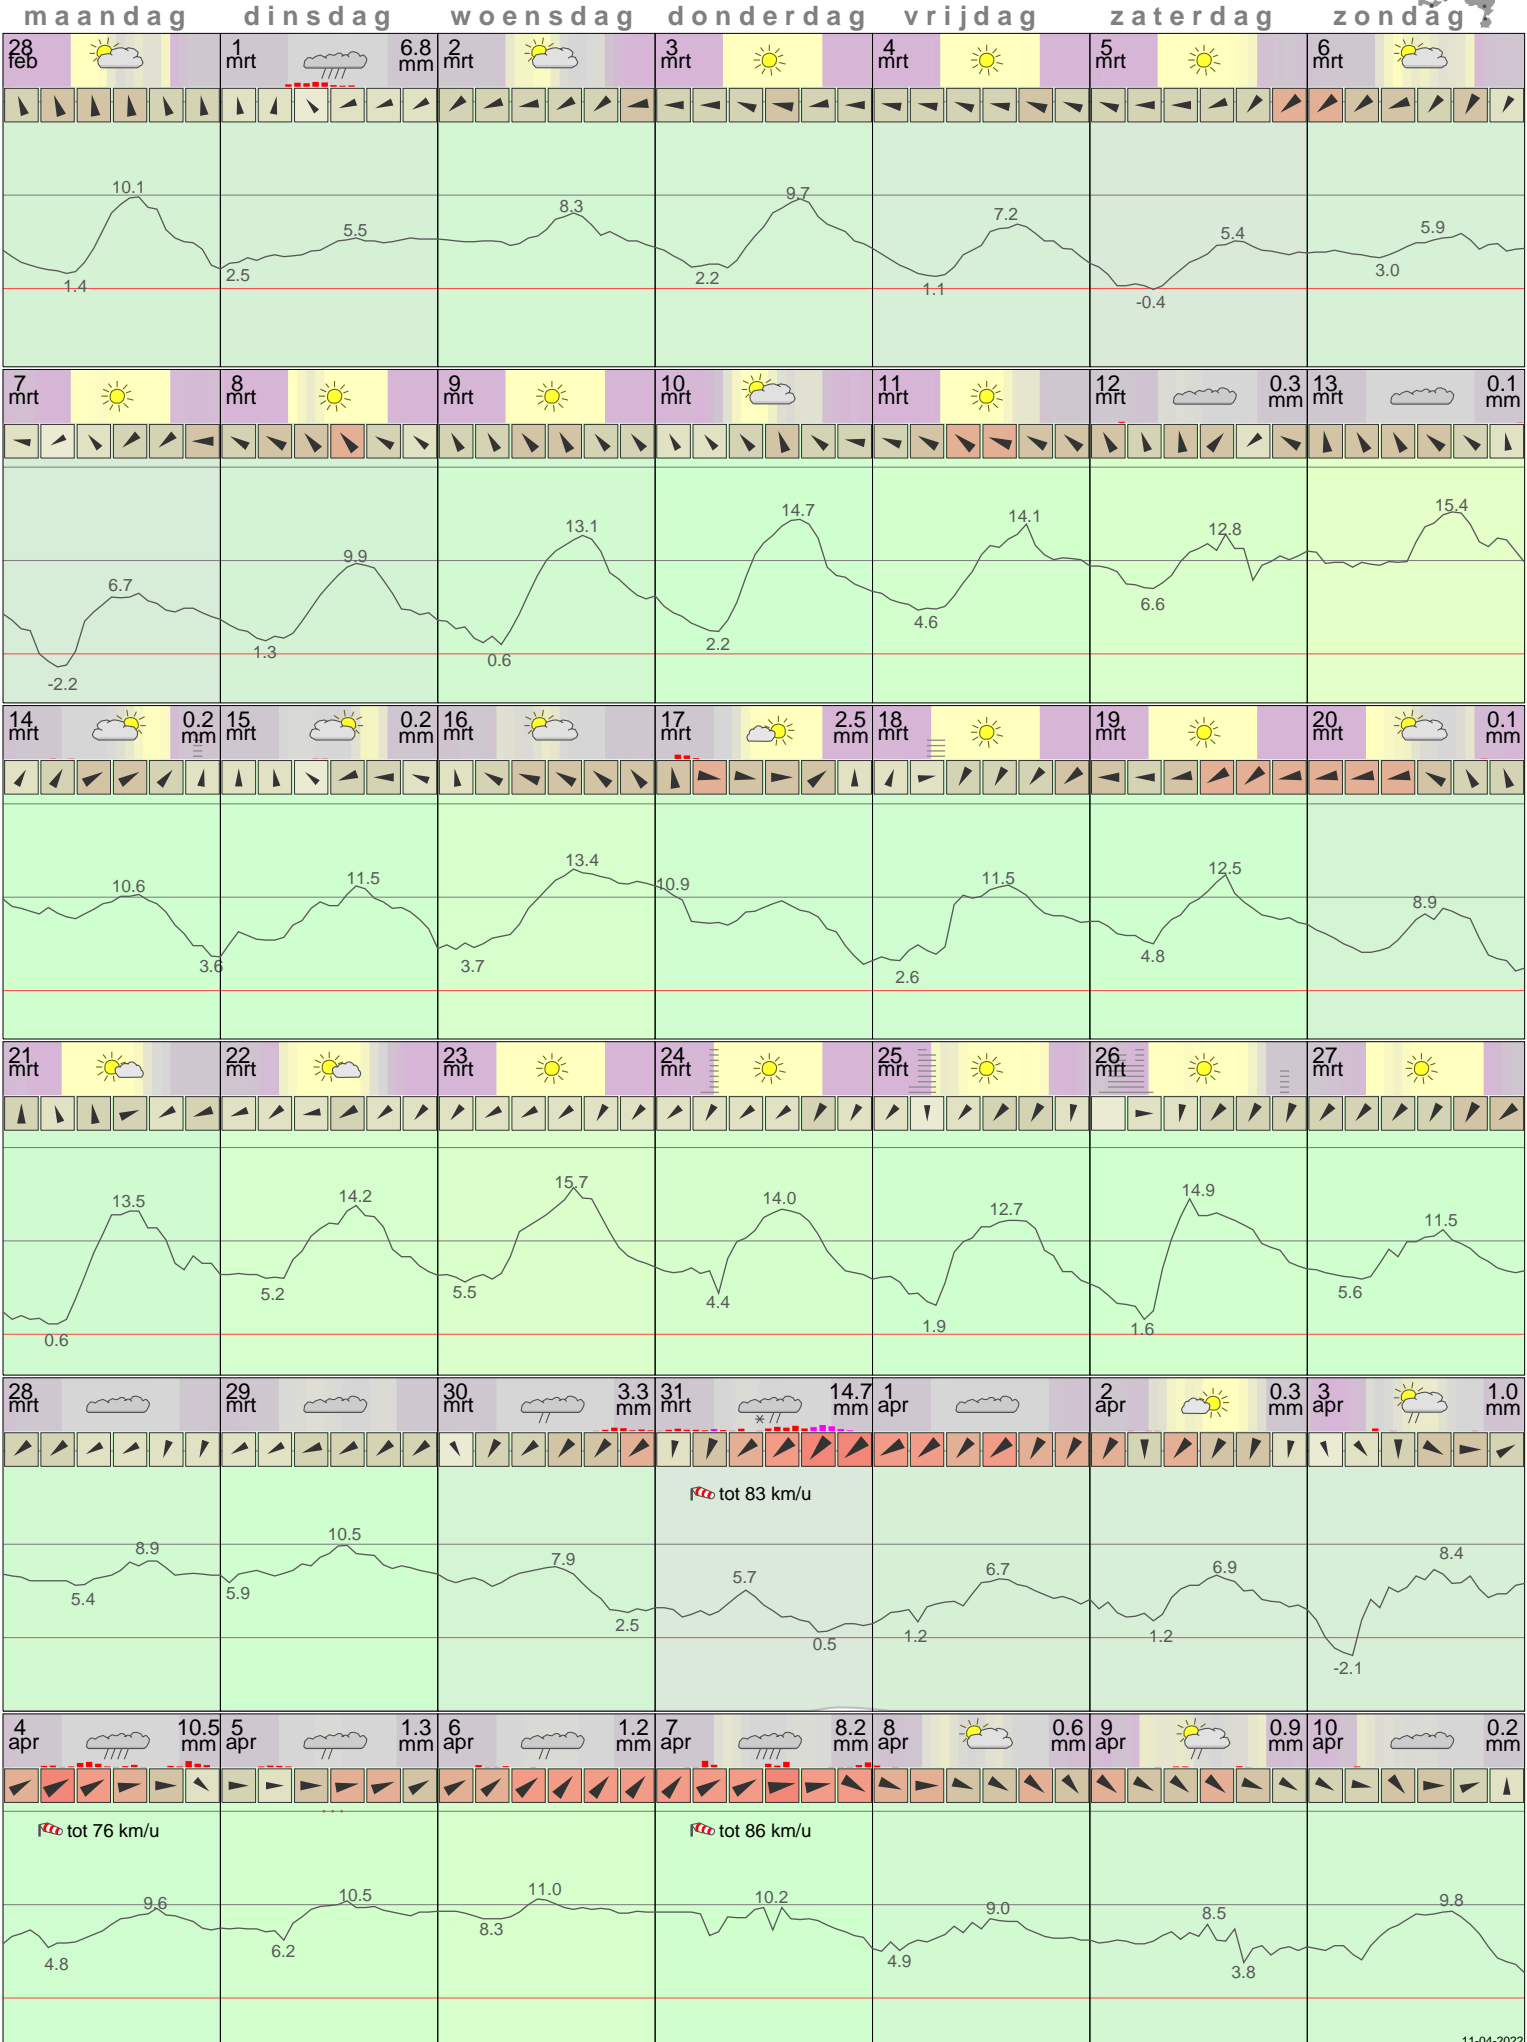 maandag dinsdag woensdag donderdag vrijdag zaterdag zondag
28 feb 1 mrt 6.8 mm 2 mrt 3 mrt 4 mrt 5 mrt 6 mrt
10.1 5.5 8.3 9.7 7.2 5.4 5.9
1.4 2.5 2.2 1.1 -0.4 3.0
7 mrt 8 mrt 9 mrt 10 mrt 11 mrt 12 mrt 0.3 mm 13 mrt 0.1 mm
6.7 9.9 13.1 14.7 14.1 12.8 15.4
-2.2 1.3 0.6 2.2 4.6 6.6
14 mrt 0.2 mm 15 mrt 0.2 mm 16 mrt 17 mrt 2.5 mm 18 mrt 19 mrt 20 mrt 0.1 mm
10.6 11.5 13.4 10.9 11.5 12.5 8.9
3.6 3.7 2.6 4.8
21 mrt 22 mrt 23 mrt 24 mrt 25 mrt 26 mrt 27 mrt
13.5 14.2 15.7 14.0 12.7 14.9 11.5
0.6 5.2 5.5 4.4 1.9 1.6 5.6
28 mrt 29 mrt 30 mrt 3.3 mm 31 mrt 14.7 mm 1 apr 2 apr 0.3 mm 3 apr 1.0 mm
tot 83 km/u
8.9 10.5 7.9 5.7 6.7 6.9 8.4
5.4 5.9 2.5 0.5 1.2 1.2 -2.1
4 apr 10.5 mm 5 apr 1.3 mm 6 apr 1.2 mm 7 apr 8.2 mm 8 apr 0.6 mm 9 apr 0.9 mm 10 apr 0.2 mm
tot 76 km/u tot 86 km/u
9.6 10.5 11.0 10.2 9.0 8.5 9.8
4.8 6.2 8.3 4.9 3.8
11-04-2022